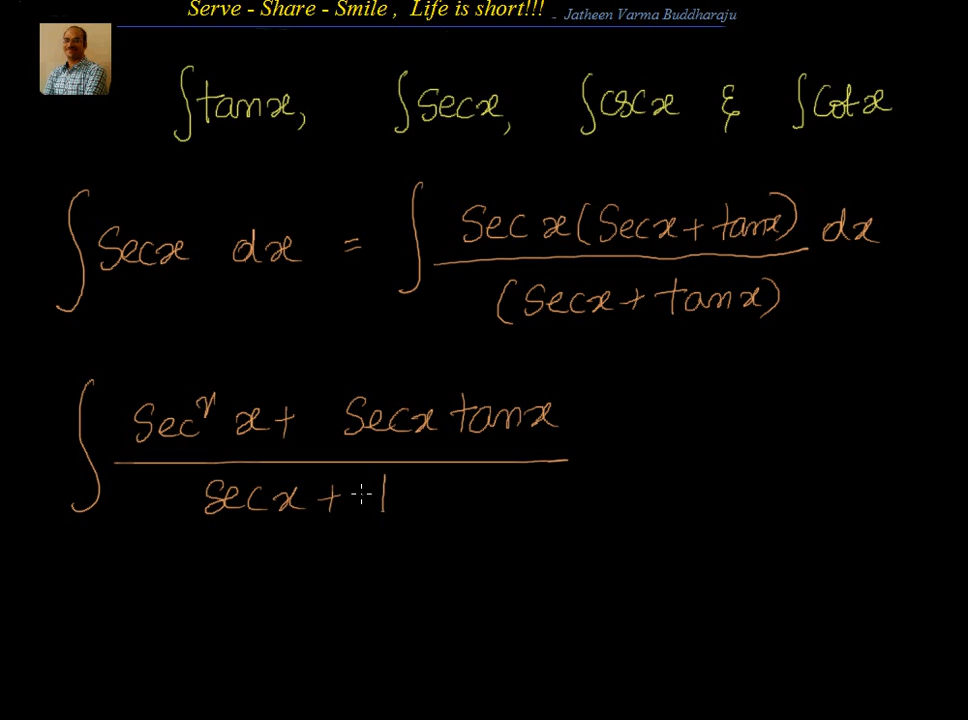 Serve - Share - Smile , Life is short!!! - Jatheen Varma Buddharaju
∫tanx, ∫secx, ∫cscx & ∫cotx
∫ secx dx = ∫ secx(secx+tanx) / (secx+tanx) dx
∫ sec²x + secx tanx / secx +